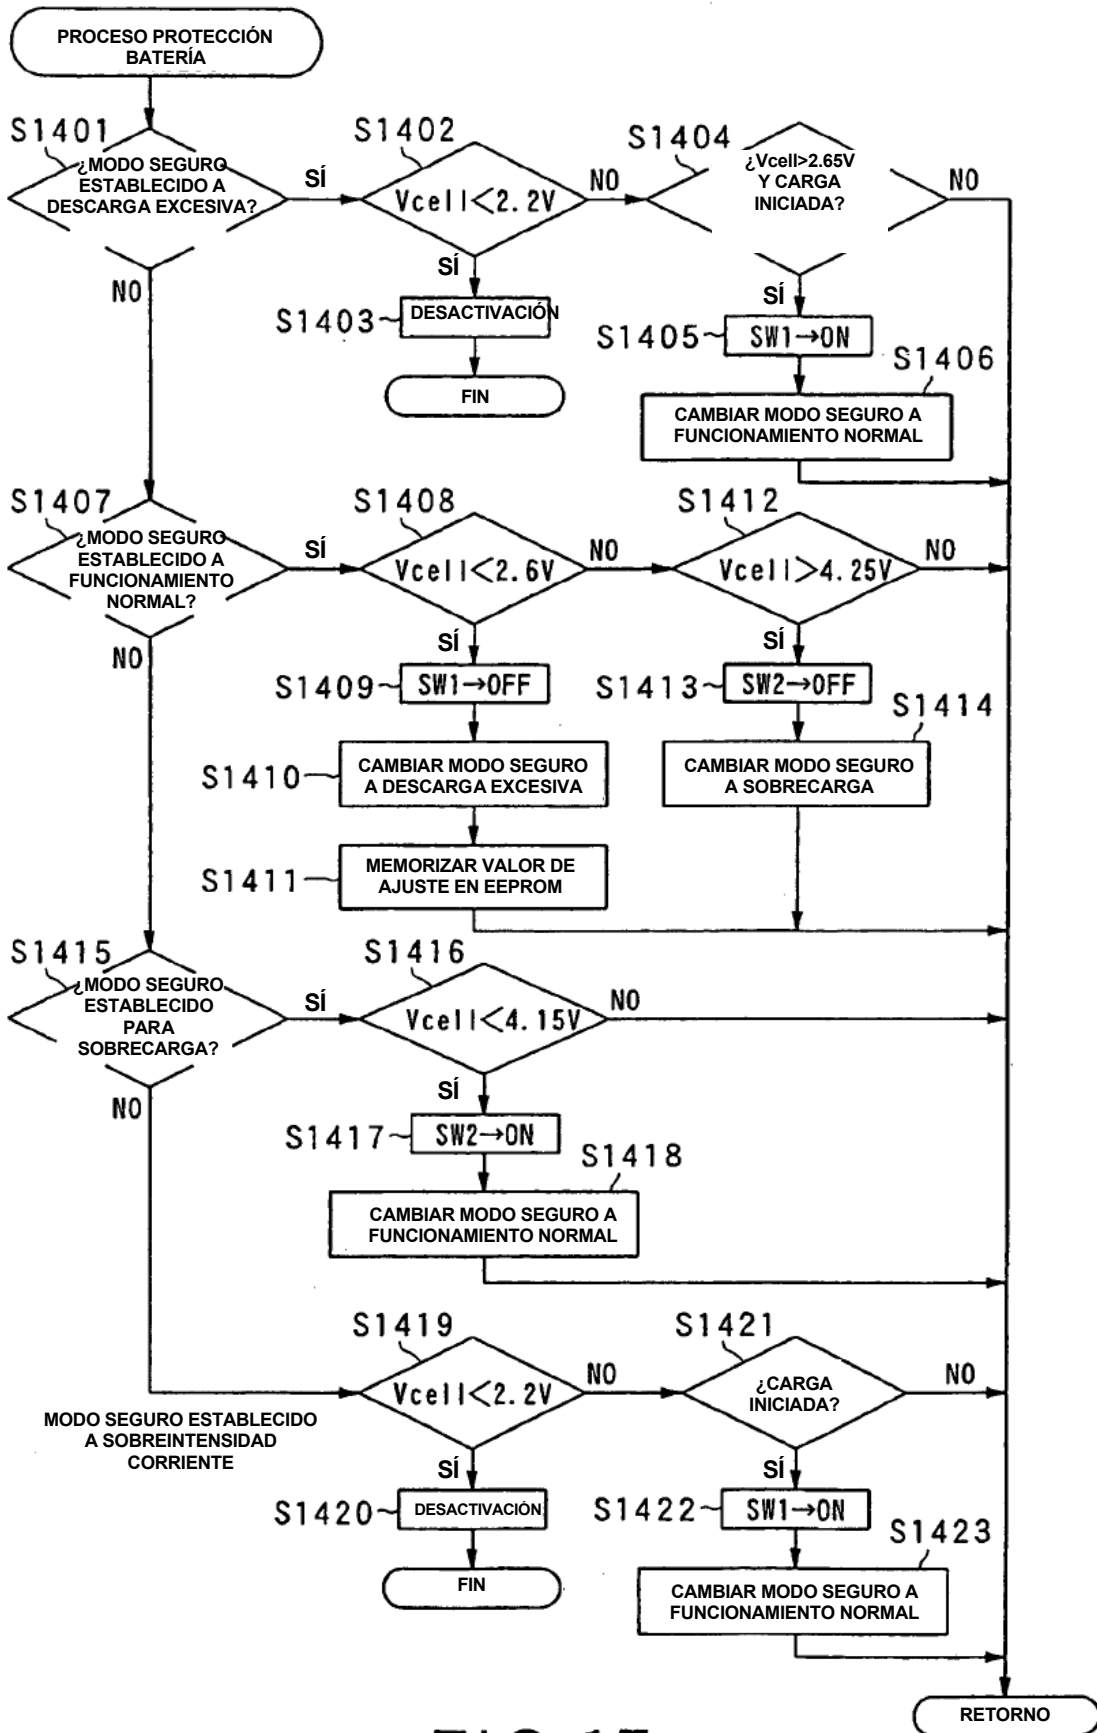 PROCESO PROTECCIÓN
BATERÍA
S1401
¿MODO SEGURO
ESTABLECIDO A
DESCARGA EXCESIVA?
SÍ
NO
S1402
Vcell<2.2V
NO
SÍ
S1403
DESACTIVACIÓN
FIN
S1404
¿Vcell>2.65V
Y CARGA
INICIADA?
NO
SÍ
S1405
SW1→ON
S1406
CAMBIAR MODO SEGURO A
FUNCIONAMIENTO NORMAL
S1407
¿MODO SEGURO
ESTABLECIDO A
FUNCIONAMIENTO
NORMAL?
SÍ
NO
S1408
Vcell<2.6V
NO
SÍ
S1409
SW1→OFF
S1410
CAMBIAR MODO SEGURO
A DESCARGA EXCESIVA
S1411
MEMORIZAR VALOR DE
AJUSTE EN EEPROM
S1412
Vcell>4.25V
NO
SÍ
S1413
SW2→OFF
S1414
CAMBIAR MODO SEGURO
A SOBRECARGA
S1415
¿MODO SEGURO
ESTABLECIDO
PARA
SOBRECARGA?
SÍ
NO
S1416
Vcell<4.15V
NO
SÍ
S1417
SW2→ON
S1418
CAMBIAR MODO SEGURO A
FUNCIONAMIENTO NORMAL
MODO SEGURO ESTABLECIDO
A SOBREINTENSIDAD
CORRIENTE
S1419
Vcell<2.2V
NO
SÍ
S1420
DESACTIVACIÓN
FIN
S1421
¿CARGA
INICIADA?
NO
SÍ
S1422
SW1→ON
S1423
CAMBIAR MODO SEGURO A
FUNCIONAMIENTO NORMAL
RETORNO